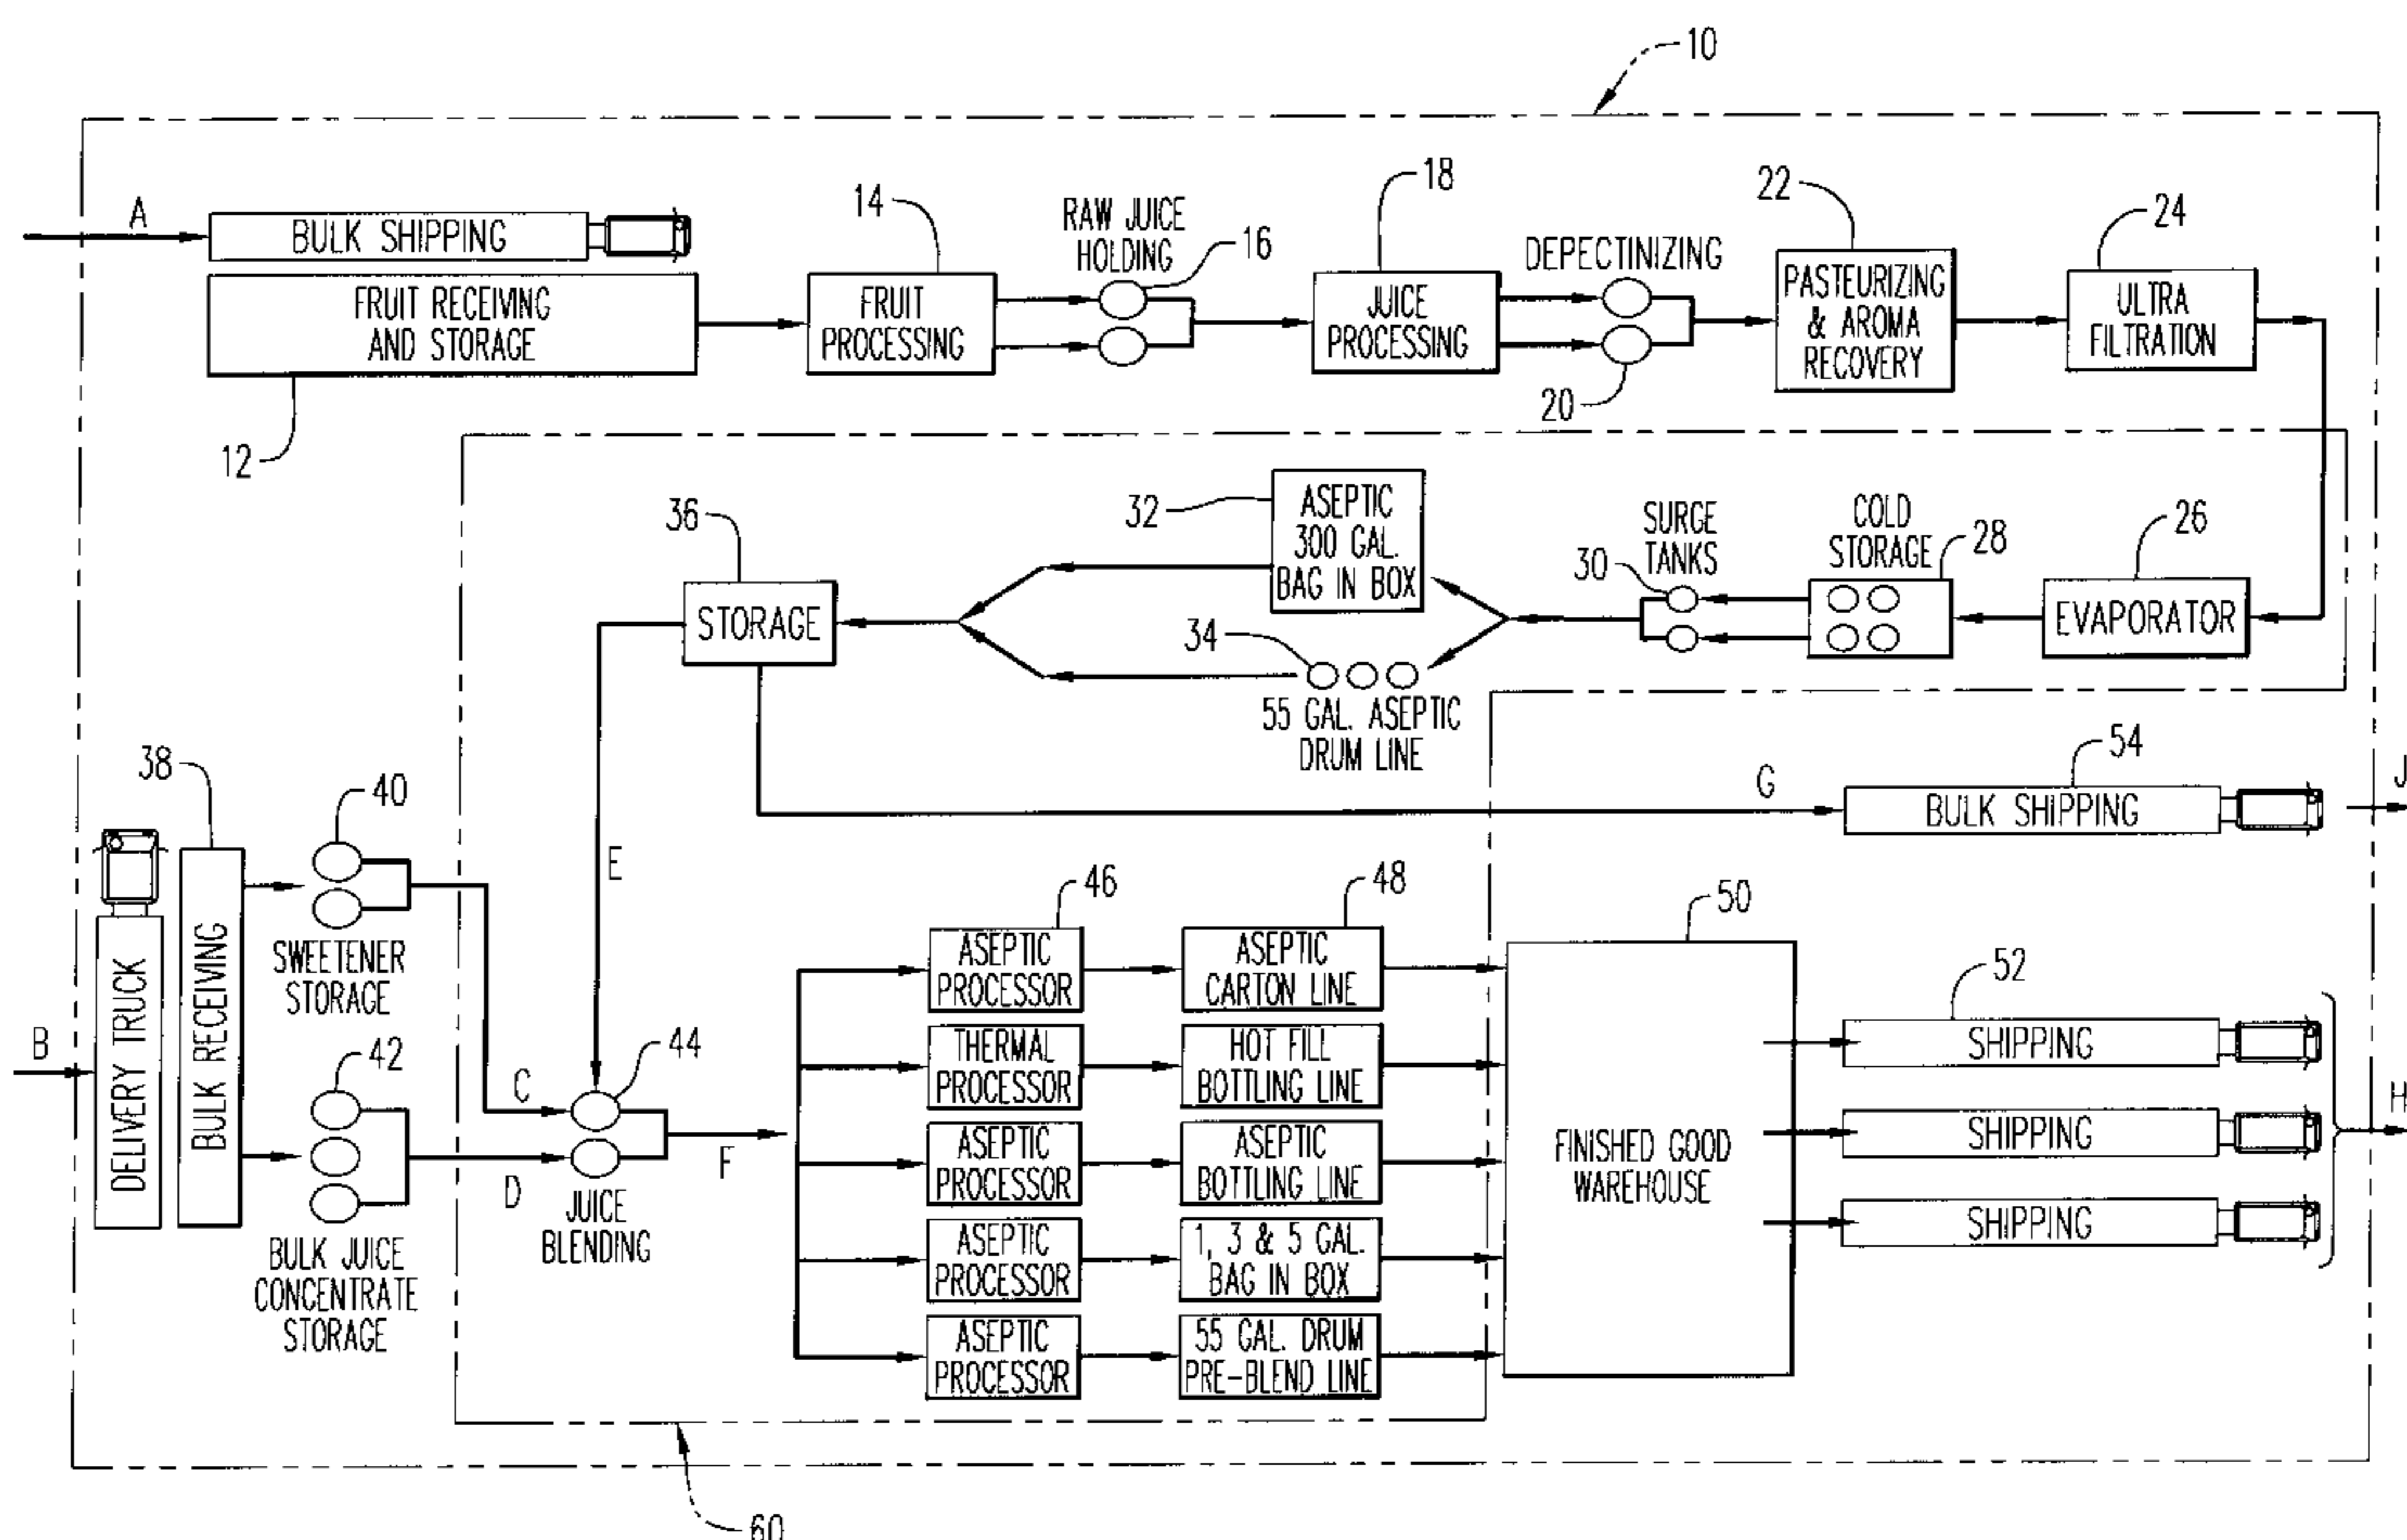 10
A
BULK SHIPPING
FRUIT RECEIVING
AND STORAGE
12
14
FRUIT
PROCESSING
RAW JUICE
HOLDING
16
18
JUICE
PROCESSING
DEPECTINIZING
20
22
PASTEURIZING
& AROMA
RECOVERY
24
ULTRA
FILTRATION
36
STORAGE
32
ASEPTIC
300 GAL.
BAG IN BOX
34
55 GAL. ASEPTIC
DRUM LINE
SURGE
TANKS
30
COLD
STORAGE
28
26
EVAPORATOR
G
54
BULK SHIPPING
J
B
DELIVERY TRUCK
38
BULK RECEIVING
40
SWEETENER
STORAGE
42
BULK JUICE
CONCENTRATE
STORAGE
E
C
D
44
JUICE
BLENDING
F
46
ASEPTIC
PROCESSOR
48
ASEPTIC
CARTON LINE
THERMAL
PROCESSOR
HOT FILL
BOTTLING LINE
ASEPTIC
PROCESSOR
ASEPTIC
BOTTLING LINE
ASEPTIC
PROCESSOR
1, 3 & 5 GAL.
BAG IN BOX
ASEPTIC
PROCESSOR
55 GAL. DRUM
PRE-BLEND LINE
50
FINISHED GOOD
WAREHOUSE
52
SHIPPING
SHIPPING
SHIPPING
H
60